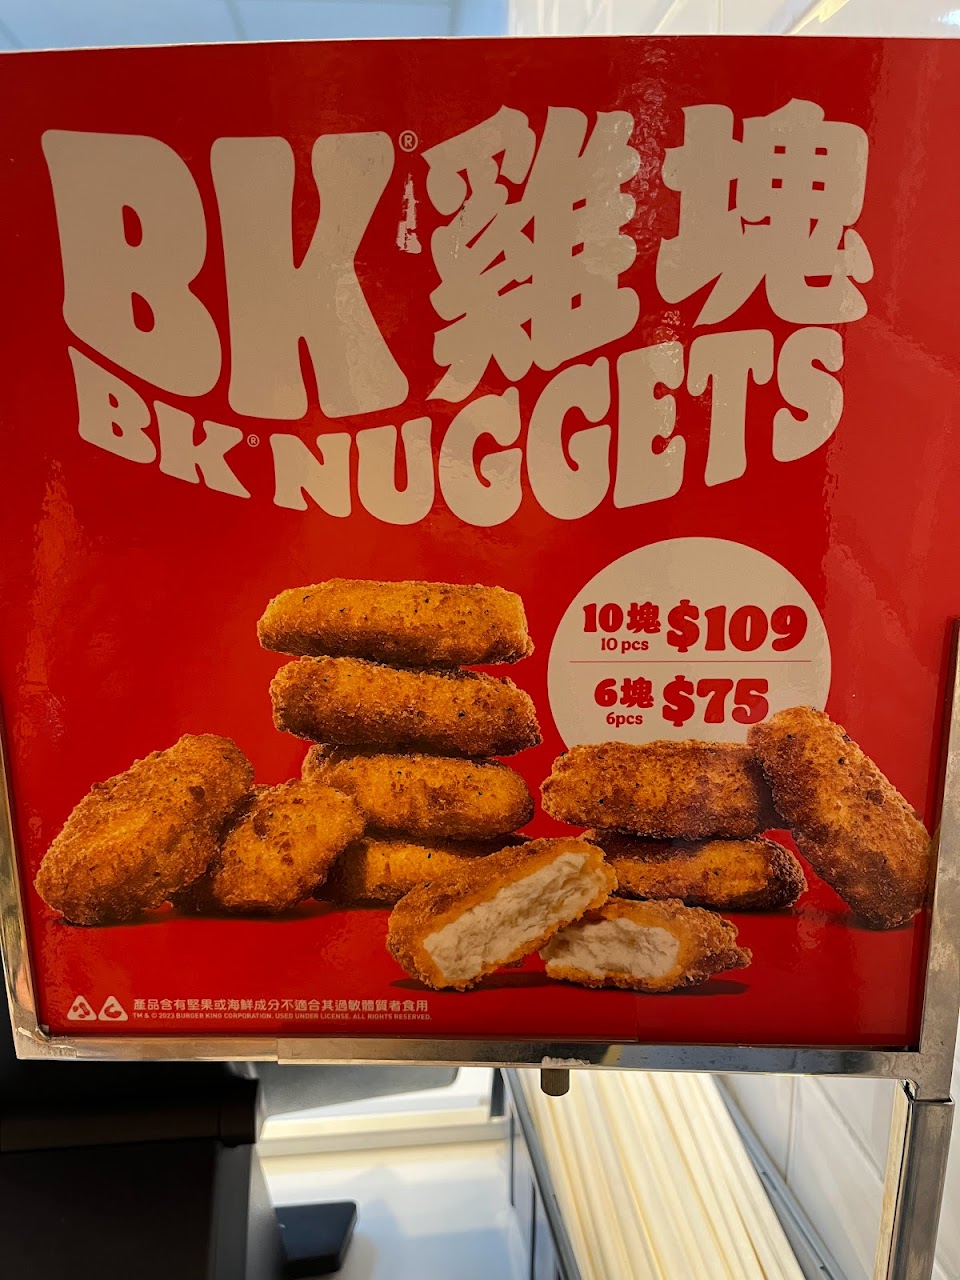 BK®雞塊
BK® NUGGETS
10塊 $109
10 pcs
6塊 $75
6pcs
產品含有堅果或海鮮成分不適合其過敏體質者食用
TM & © 2023 BURGER KING CORPORATION. USED UNDER LICENSE. ALL RIGHTS RESERVED.